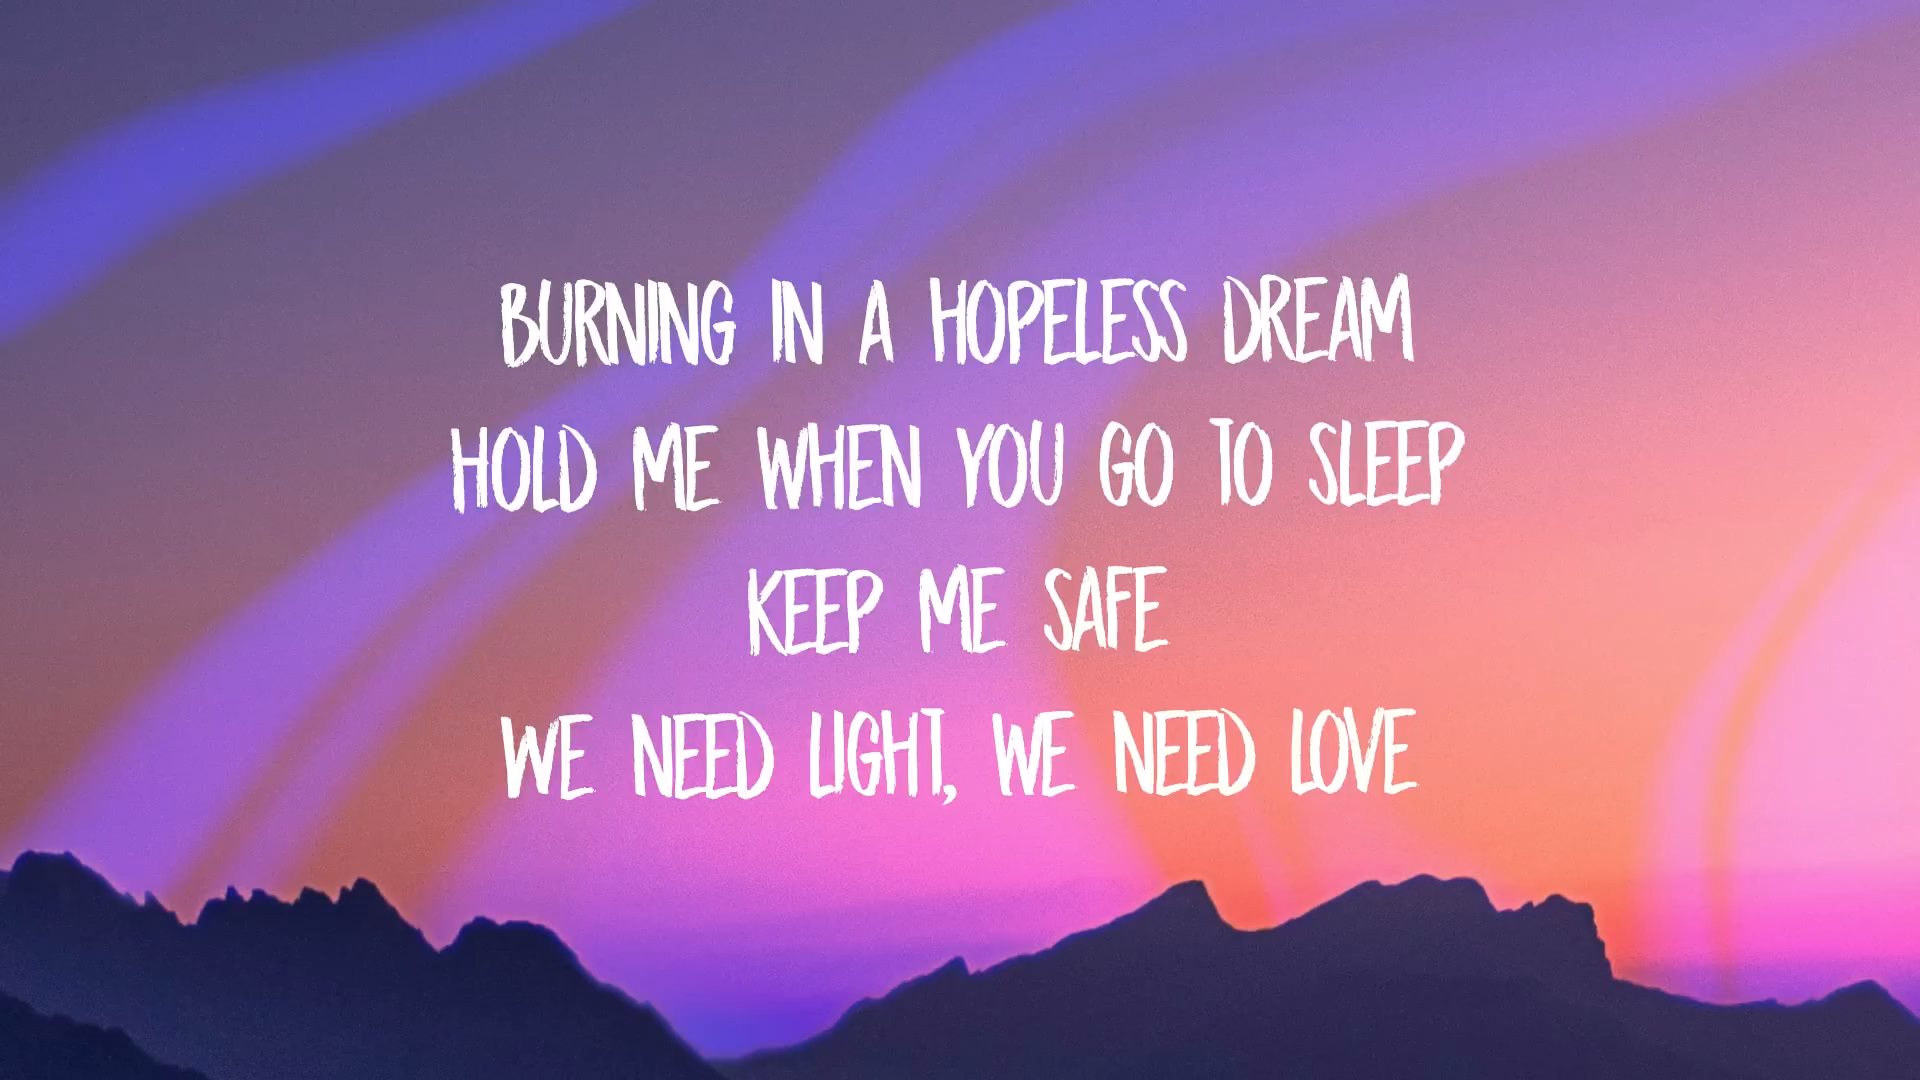 BURNING IN A HOPELESS DREAM
HOLD ME WHEN YOU GO TO SLEEP
KEEP ME SAFE
WE NEED LIGHT, WE NEED LOVE